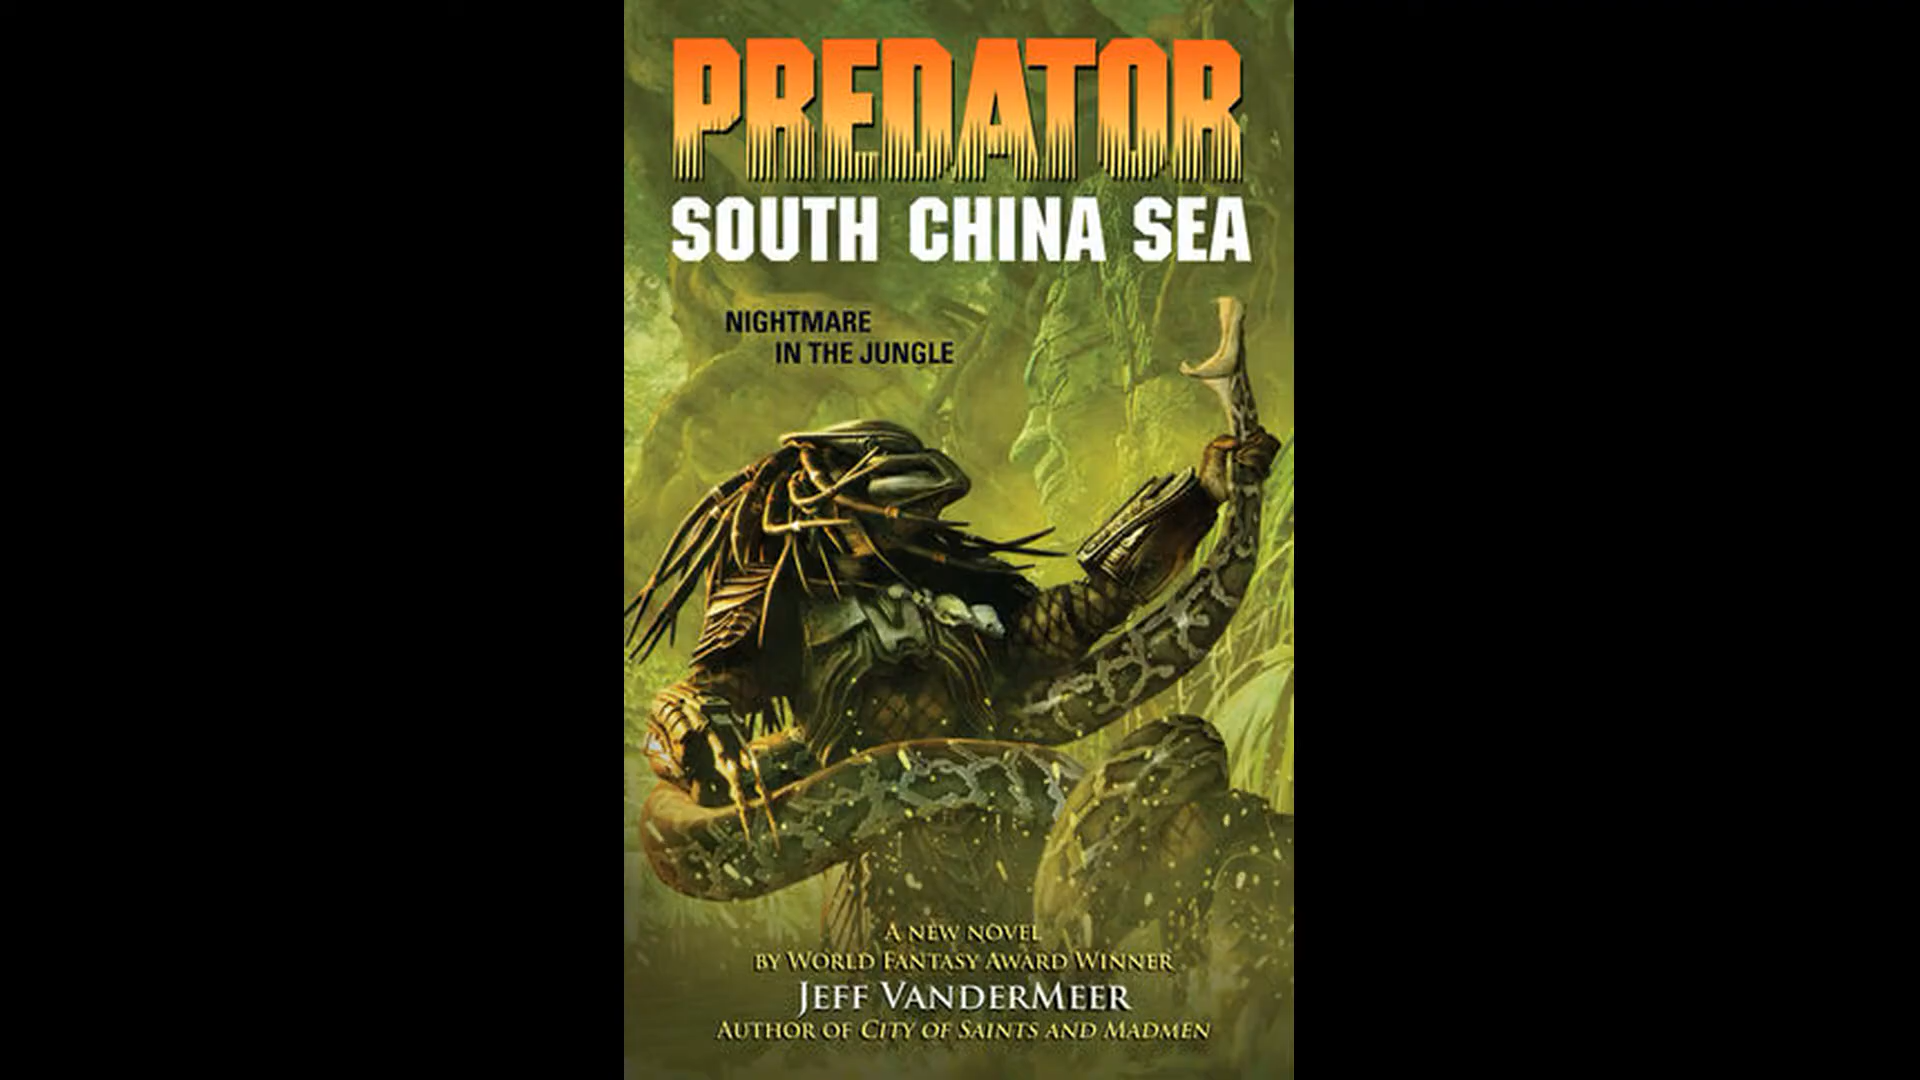 PREDATOR
SOUTH CHINA SEA
NIGHTMARE
IN THE JUNGLE
A NEW NOVEL
BY WORLD FANTASY AWARD WINNER
JEFF VANDERMEER
AUTHOR OF CITY OF SAINTS AND MADMEN